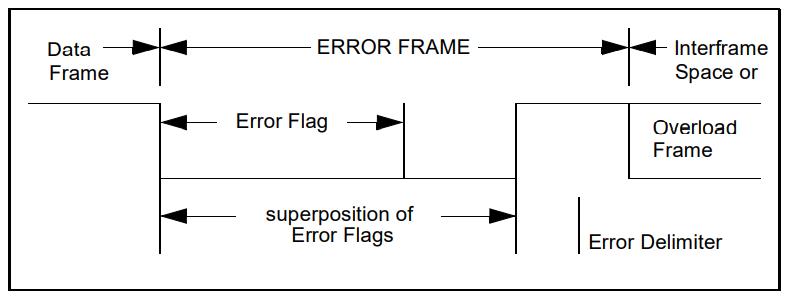 Data
Frame
ERROR FRAME
Interframe
Space or
Error Flag
Overload
Frame
superposition of
Error Flags
Error Delimiter